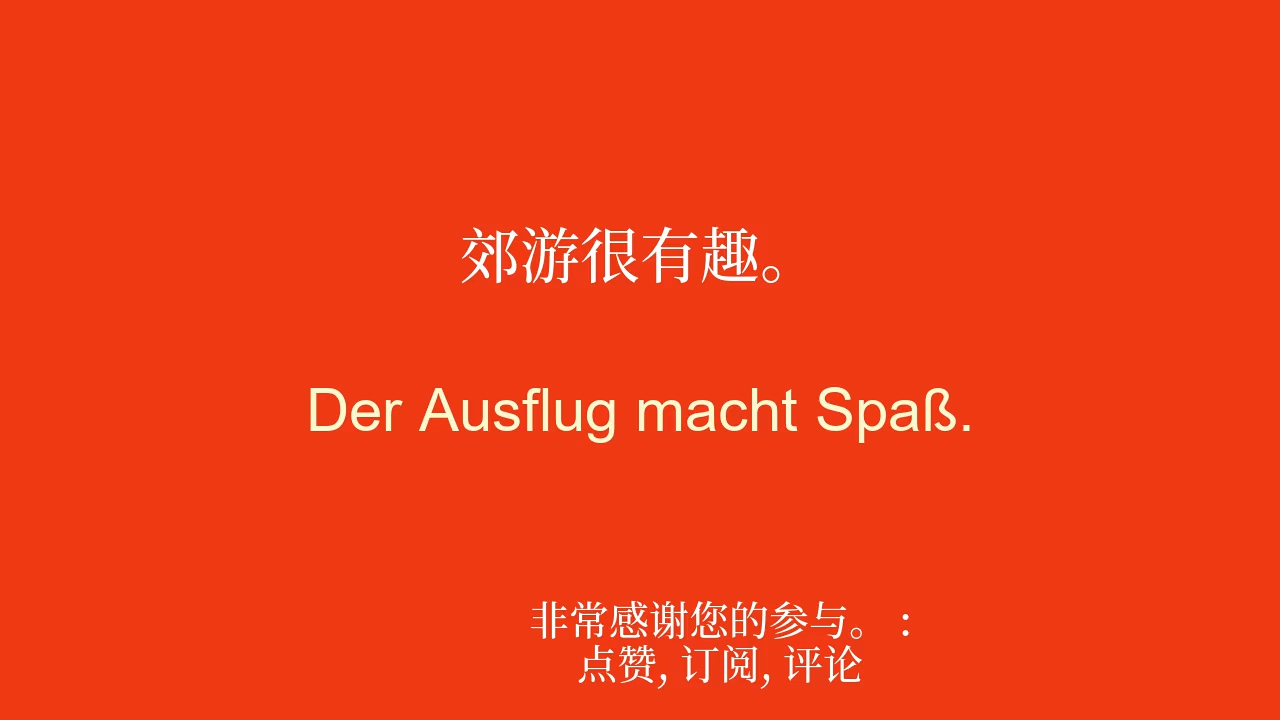 郊游很有趣。
Der Ausflug macht Spaß.
非常感谢您的参与。 :
点赞, 订阅, 评论